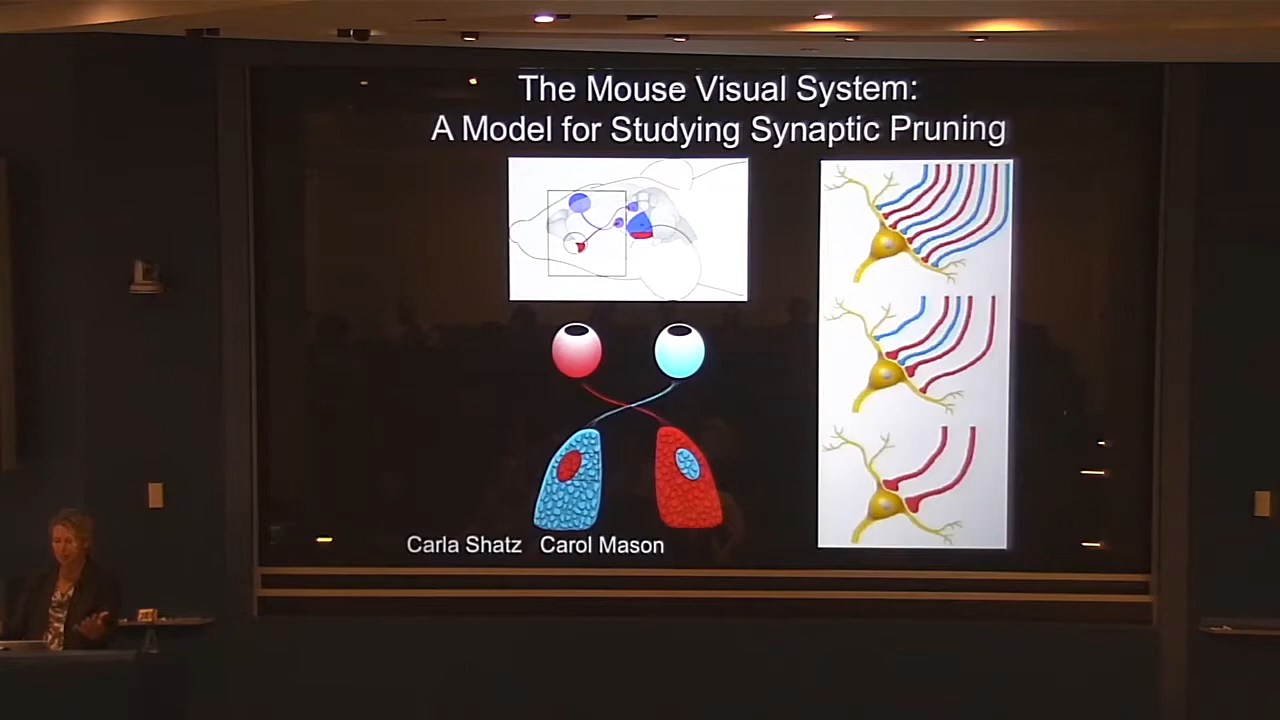 The Mouse Visual System:
A Model for Studying Synaptic Pruning
Carla Shatz Carol Mason